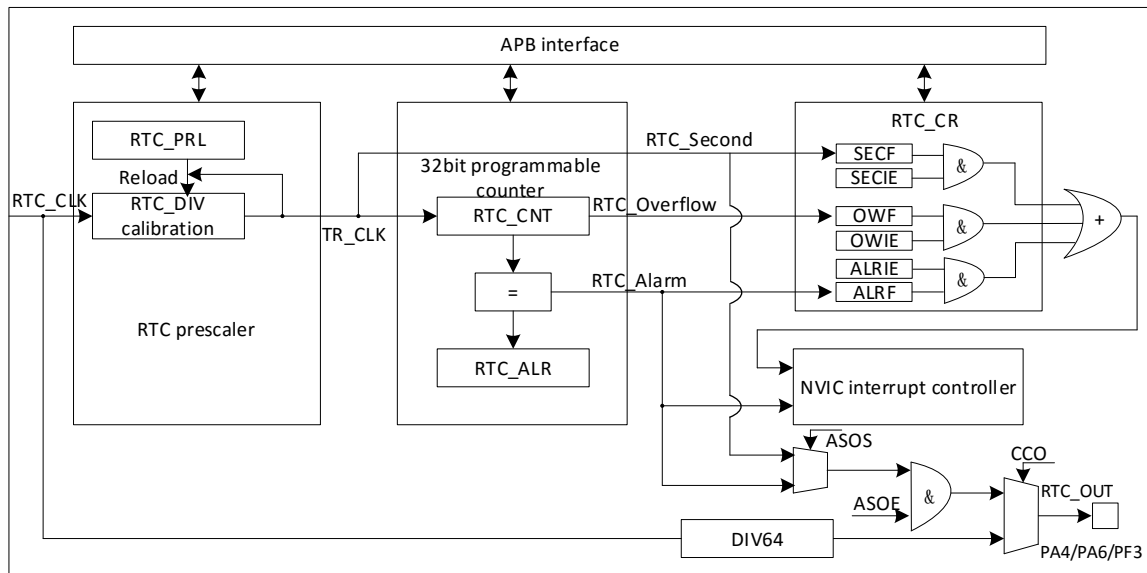 APB interface
RTC_PRL
Reload
RTC_CLK
RTC_DIV
calibration
TR_CLK
RTC prescaler
32bit programmable
counter
RTC_CNT
=
RTC_ALR
RTC_Second
RTC_Overflow
RTC_Alarm
RTC_CR
SECF
SECIE
&
OWF
OWIE
&
ALRIE
ALRF
&
+
NVIC interrupt controller
ASOS
ASOE
&
CCO
RTC_OUT
DIV64
PA4/PA6/PF3